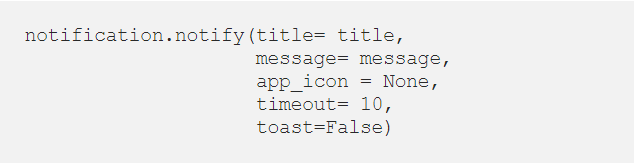 notification.notify(title= title,
message= message,
app_icon = None,
timeout= 10,
toast=False)